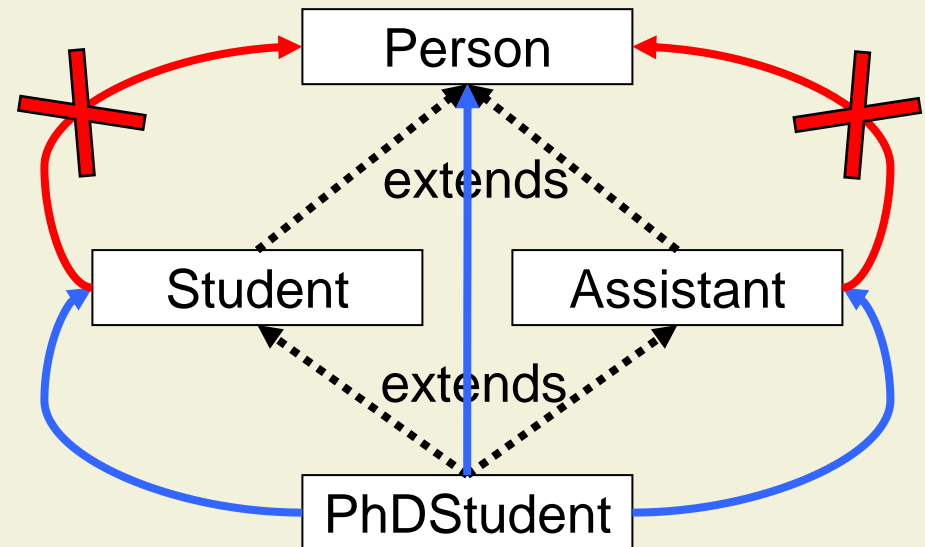 Person
extends
Student
Assistant
extends
PhDStudent